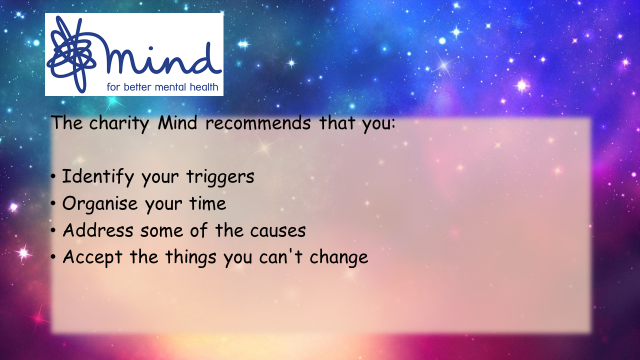 mind
for better mental health
The charity Mind recommends that you:
• Identify your triggers
• Organise your time
• Address some of the causes
• Accept the things you can't change